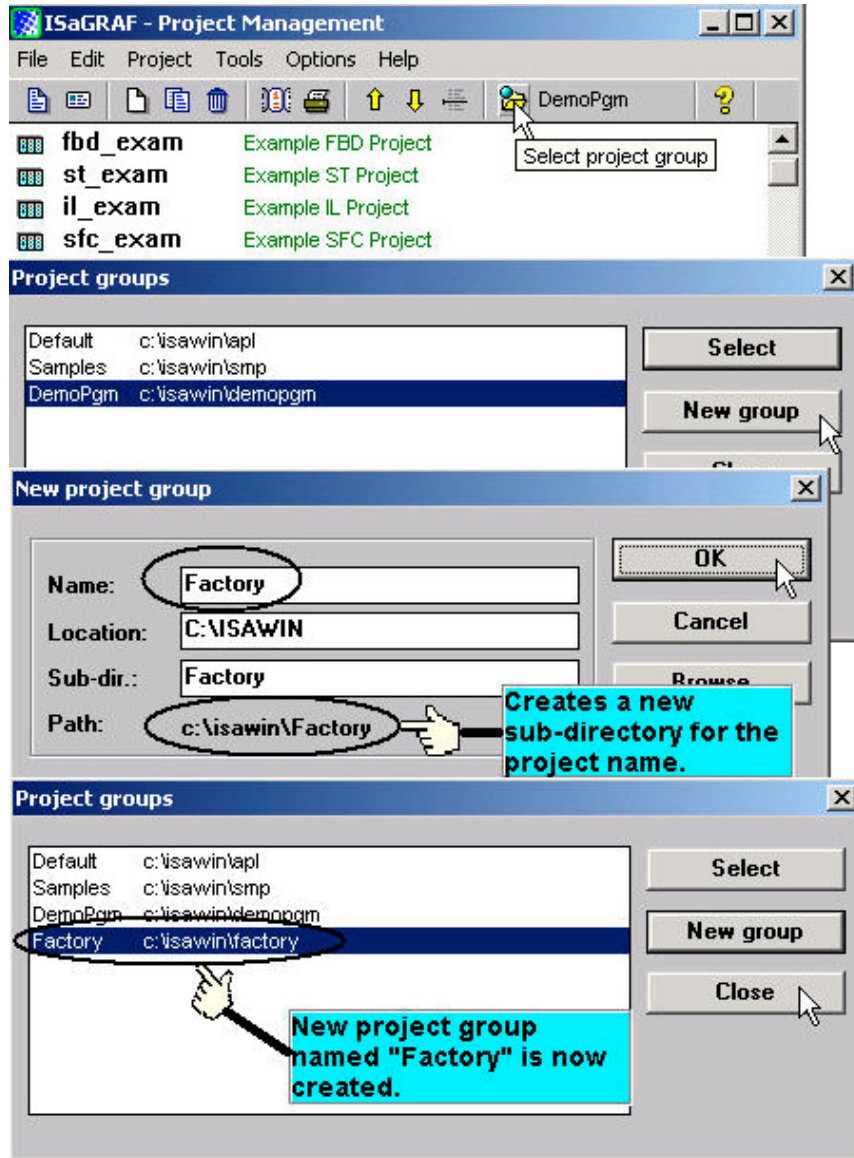 ISaGRAF - Project Management
File Edit Project Tools Options Help
DemoPgm
Select project group
fbd_exam Example FBD Project
st_exam Example ST Project
il_exam Example IL Project
sfc_exam Example SFC Project
Project groups
Default c:\isawin\apl
Samples c:\isawin\smp
DemoPgm c:\isawin\demopgm
Select
New group
New project group
Name: Factory
Location: C:\ISAWIN
Sub-dir.: Factory
Path: c:\isawin\Factory
OK
Cancel
Browse
Creates a new
sub-directory for the
project name.
Project groups
Default c:\isawin\apl
Samples c:\isawin\smp
DemoPgm c:\isawin\demopgm
Factory c:\isawin\factory
Select
New group
Close
New project group
named "Factory" is now
created.